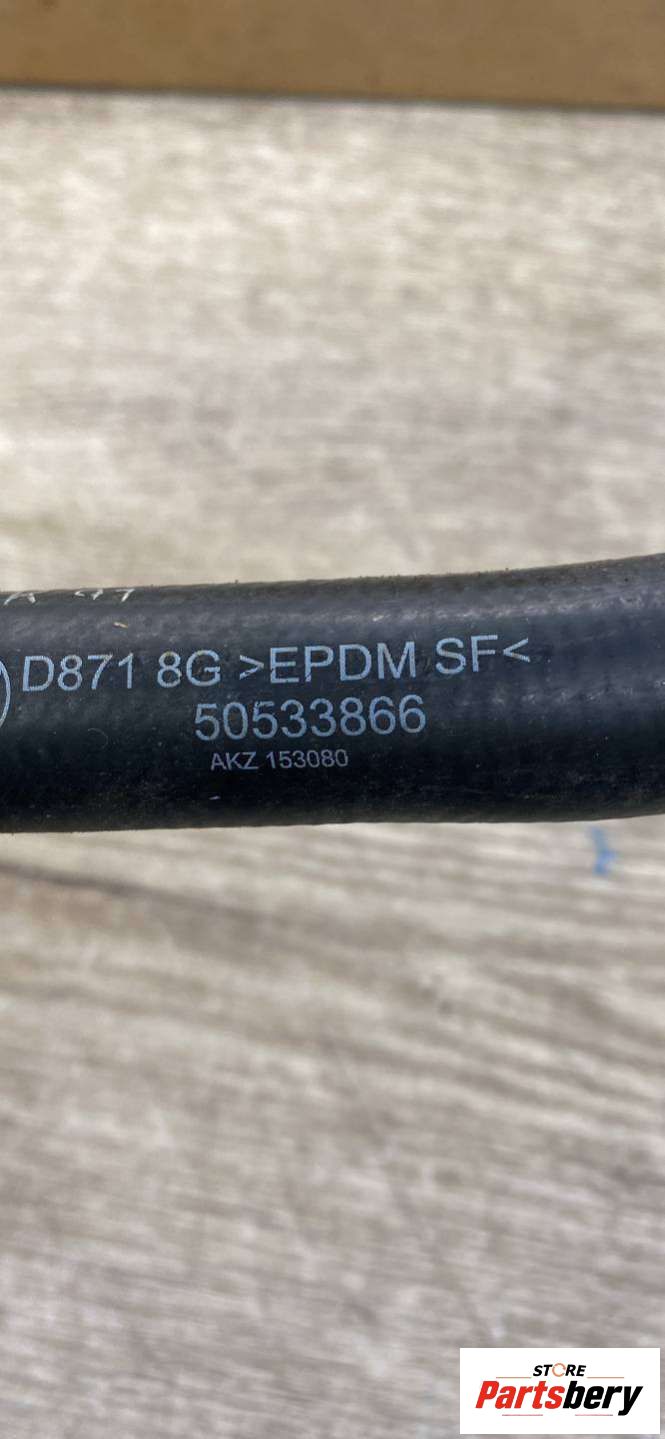 D871 8G >EPDM SF<
50533866
AKZ 153080
STORE
Partsbery